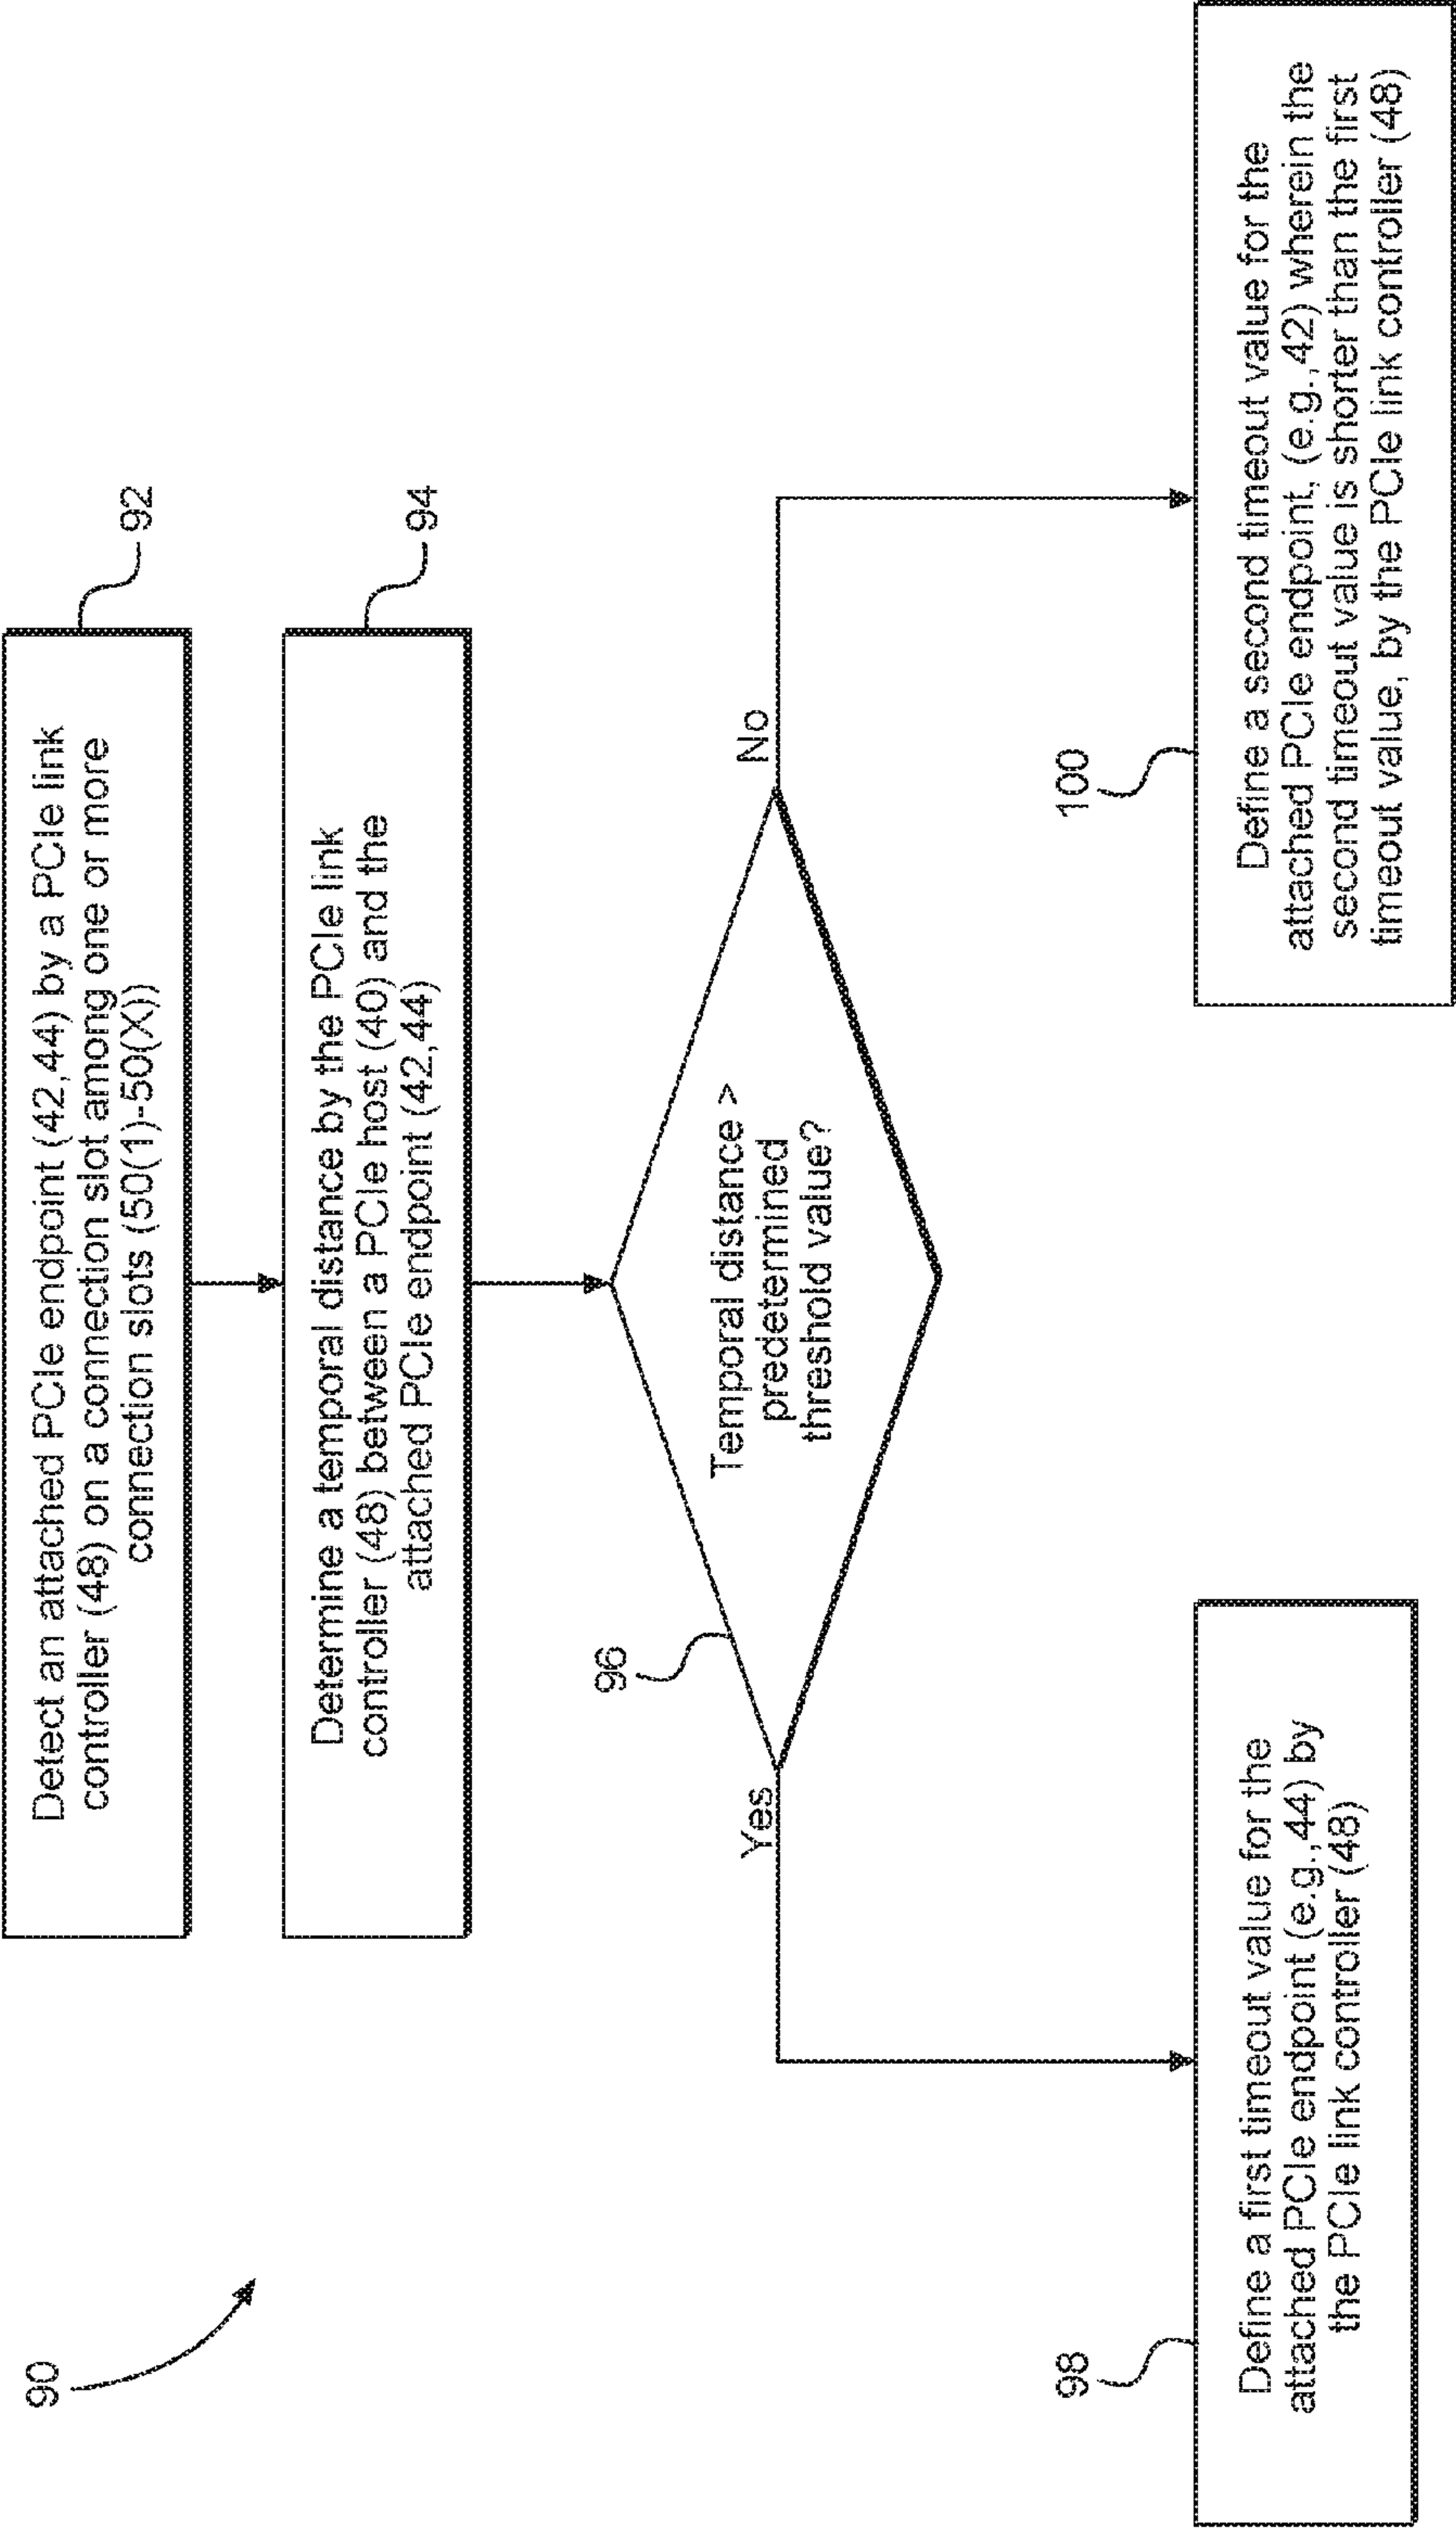 90
Detect an attached PCIe endpoint (42,44) by a PCIe link
controller (48) on a connection slot among one or more
connection slots (50(1)-50(X))
92
Determine a temporal distance by the PCIe link
controller (48) between a PCIe host (40) and the
attached PCIe endpoint (42,44)
94
96
Temporal distance >
predetermined
threshold value?
Yes
No
98
Define a first timeout value for the
attached PCIe endpoint (e.g.,44) by
the PCIe link controller (48)
100
Define a second timeout value for the
attached PCIe endpoint, (e.g.,42) wherein the
second timeout value is shorter than the first
timeout value, by the PCIe link controller (48)